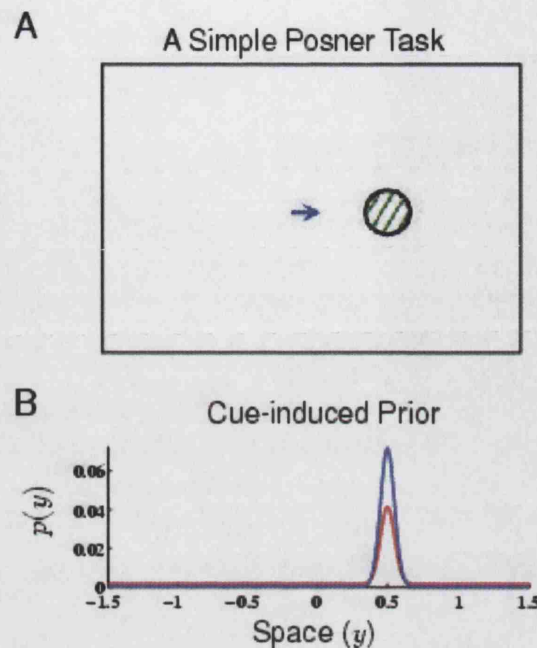 A
A Simple Posner Task
B
Cue-induced Prior
0.06
0.04
0.02
0
p(y)
-1.5 -1 -0.5 0 0.5 1 1.5
Space (y)